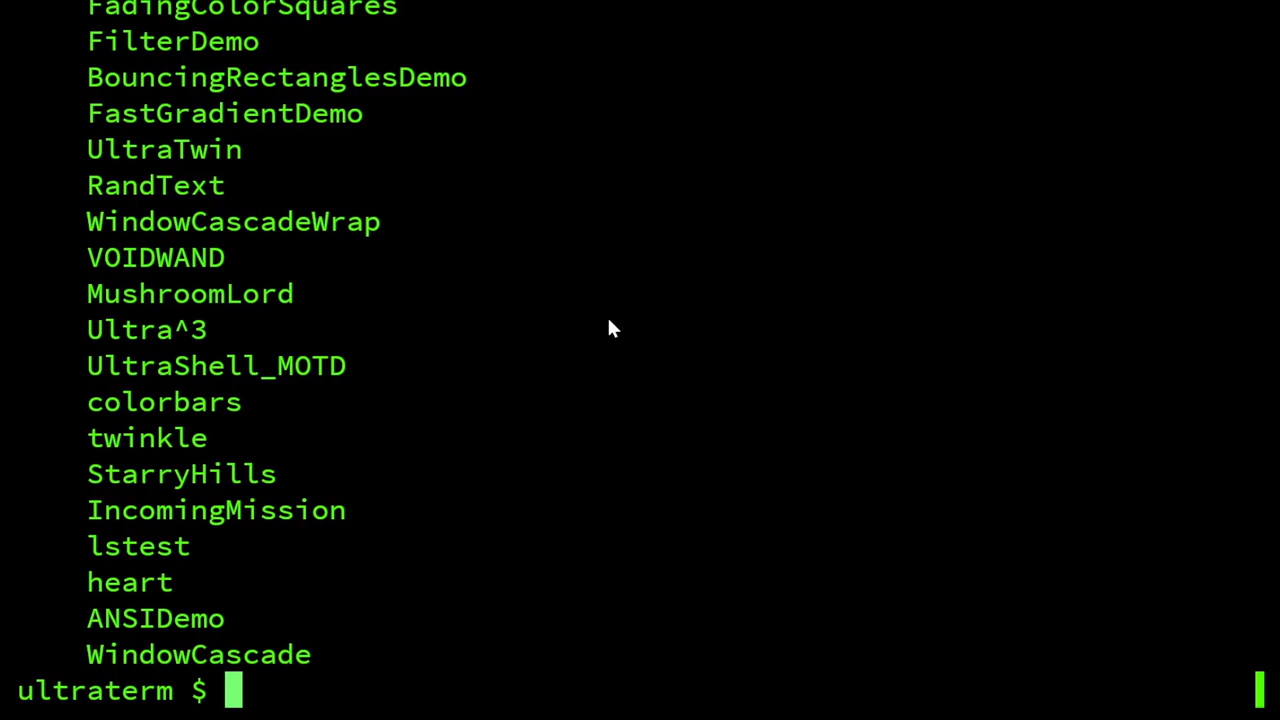 FadingColorSquares
FilterDemo
BouncingRectanglesDemo
FastGradientDemo
UltraTwin
RandText
WindowCascadeWrap
VOIDWAND
MushroomLord
Ultra^3
UltraShell_MOTD
colorbars
twinkle
StarryHills
IncomingMission
lstest
heart
ANSIDemo
WindowCascade
ultraterm $